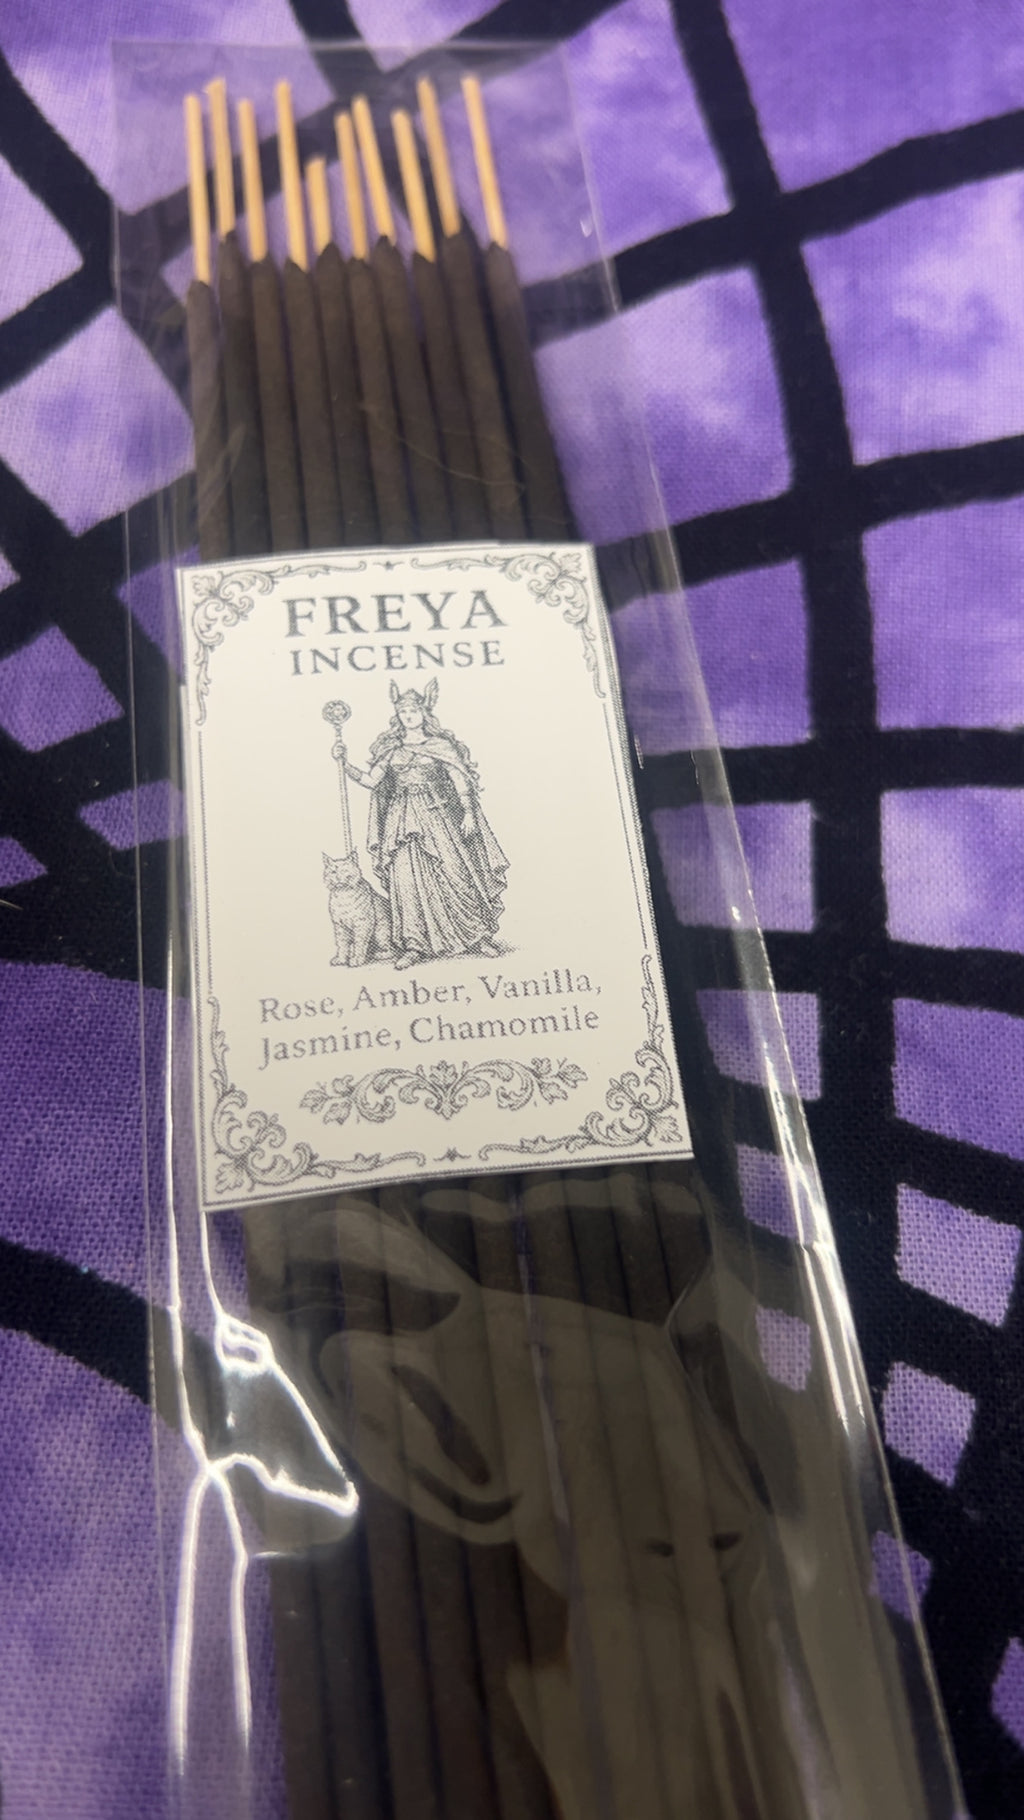 FREYA
INCENSE
Rose, Amber, Vanilla,
Jasmine, Chamomile